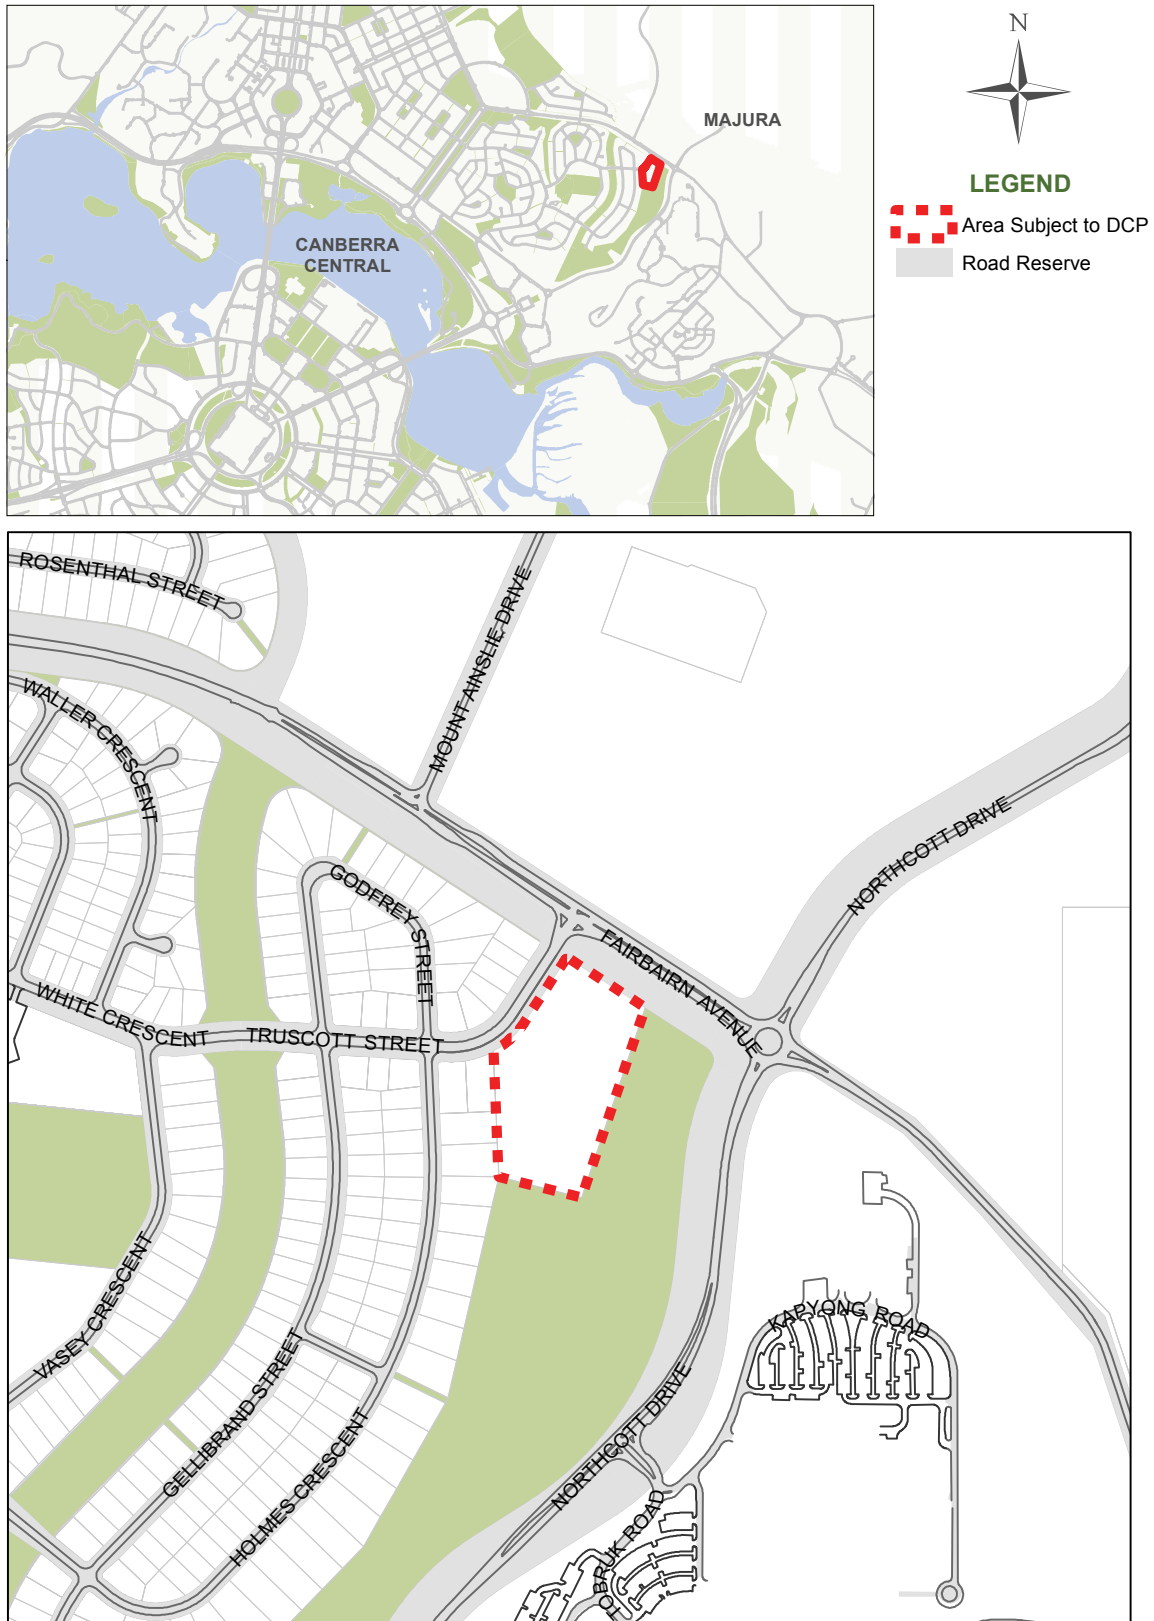 N
MAJURA
LEGEND
Area Subject to DCP
Road Reserve
CANBERRA
CENTRAL
ROSENTHAL STREET
MOUNT AINSLIE DRIVE
WALLER CRESCENT
NORTHCOTT DRIVE
GODFREY STREET
FAIRBAIRN AVENUE
WHITE CRESCENT
TRUSCOTT STREET
VASEY CRESCENT
KAPYONG ROAD
GELLIBRAND STREET
NORTHCOTT DRIVE
HOLMES CRESCENT
TOBRUK ROAD